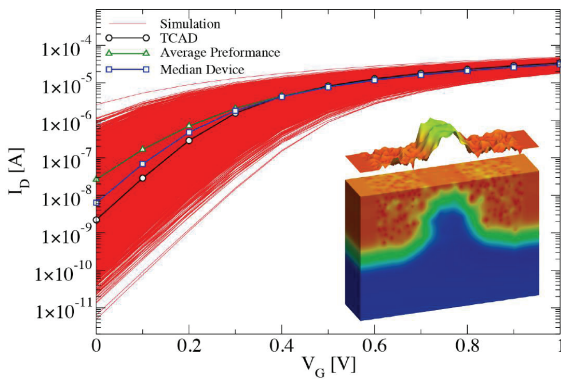 Simulation
TCAD
Average Preformance
Median Device
1×10⁻⁴
1×10⁻⁵
1×10⁻⁶
1×10⁻⁷
1×10⁻⁸
1×10⁻⁹
1×10⁻¹⁰
1×10⁻¹¹
I_D [A]
0 0.2 0.4 0.6 0.8 1
V_G [V]